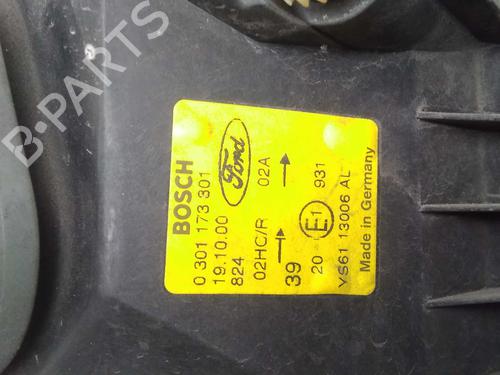 BOSCH
0 301 173 301
19.10.00
824
Ford
02HC/R
02A
39
20
E1
931
YS61 13006 AL
Made in Germany
B-PARTS